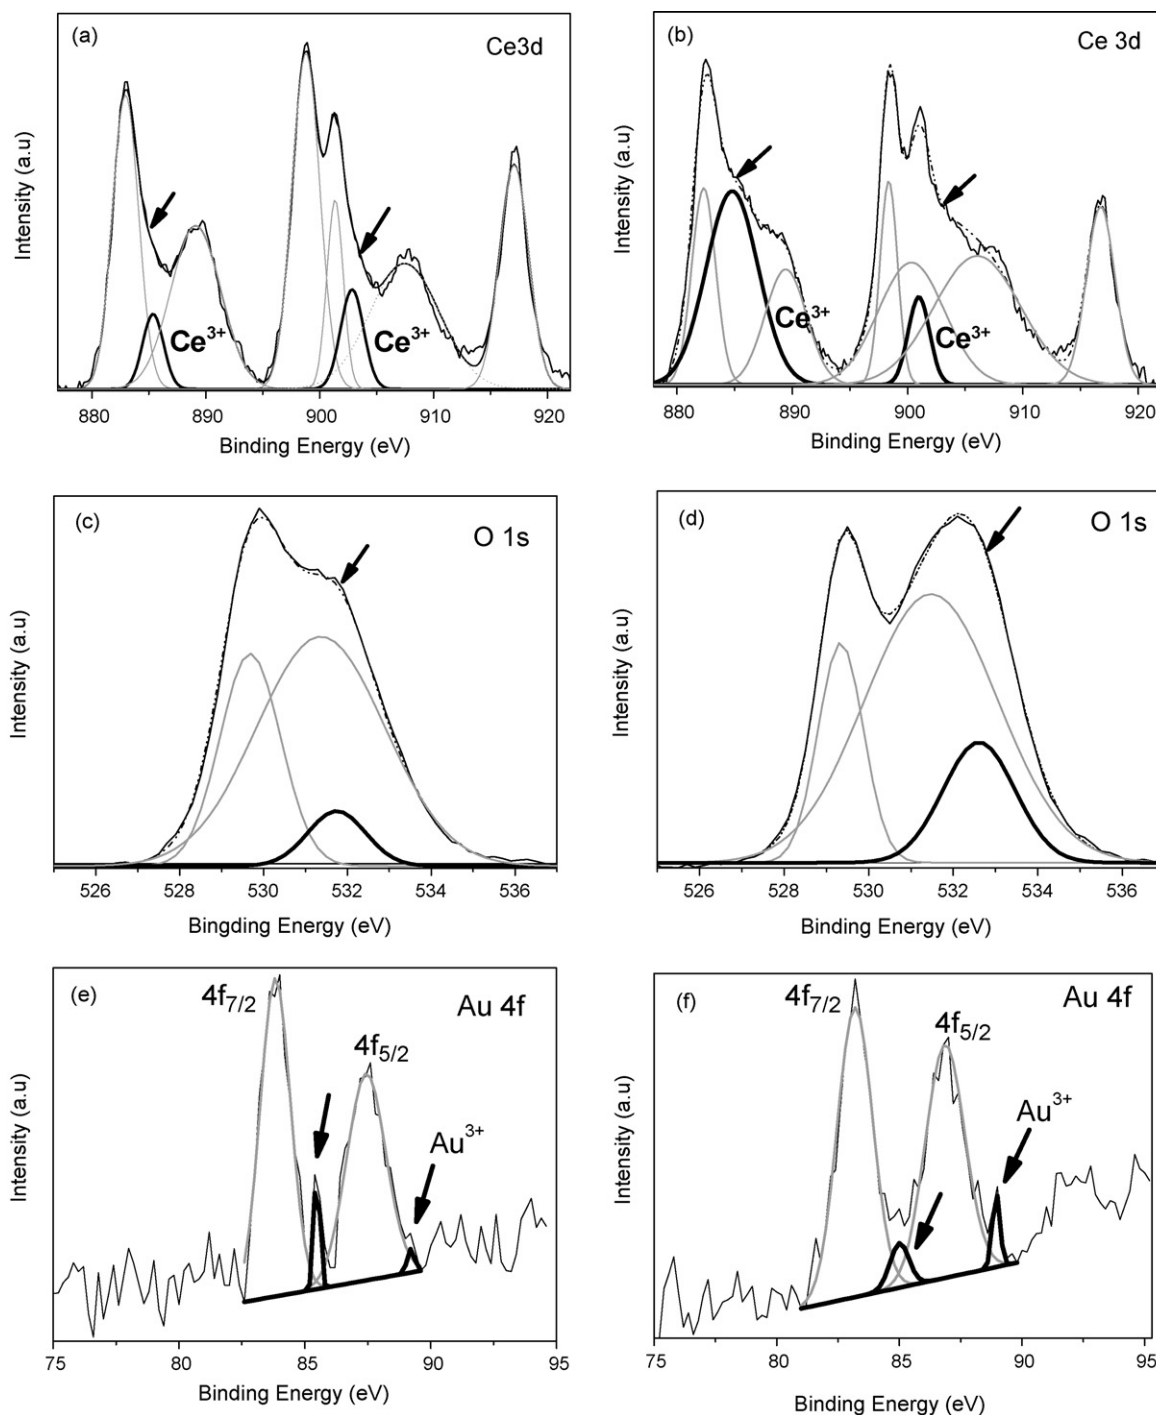 (a)
Ce3d
Intensity (a.u)
Ce3+
Ce3+
880 890 900 910 920
Binding Energy (eV)
(b)
Ce 3d
Intensity (a.u)
Ce3+
Ce3+
880 890 900 910 920
Binding Energy (eV)
(c)
O 1s
Intensity (a.u)
526 528 530 532 534 536
Bingding Energy (eV)
(d)
O 1s
Intensity (a.u)
526 528 530 532 534 536
Binding Energy (eV)
(e)
4f7/2
Au 4f
4f5/2
Au3+
Intensity (a.u)
75 80 85 90 95
Binding Energy (eV)
(f)
4f7/2
Au 4f
4f5/2
Au3+
Intensity (a.u)
75 80 85 90 95
Binding Energy (eV)